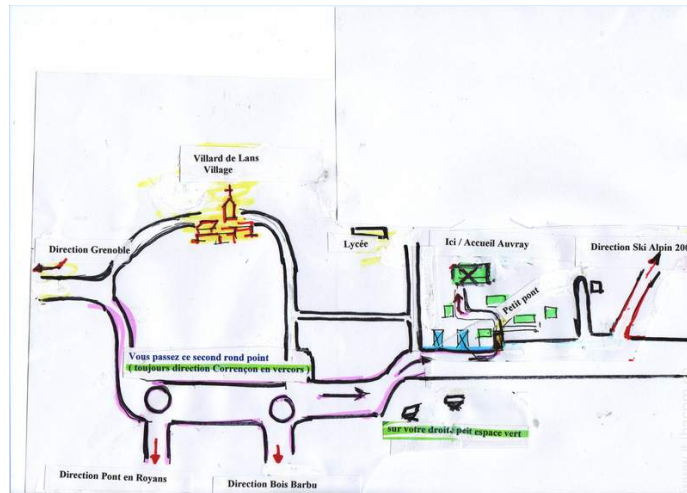 Villard de Lans
Village
Direction Grenoble
Lycée
Ici / Accueil Auvray
Direction Ski Alpin 200
Petit pont
Vous passez ce second rond point
( toujours direction Corrençon en vercors )
sur votre droite petit espace vert
Direction Pont en Royans
Direction Bois Barbu